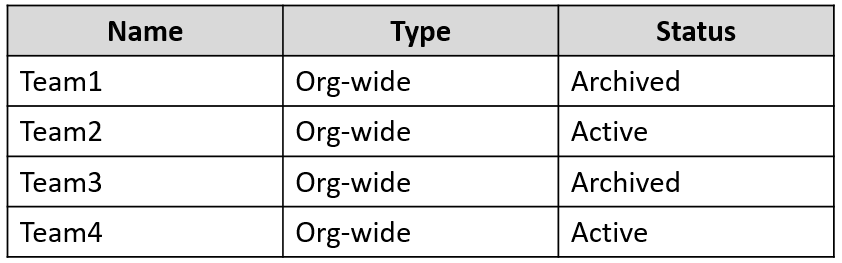 Name Type Status
Team1 Org-wide Archived
Team2 Org-wide Active
Team3 Org-wide Archived
Team4 Org-wide Active